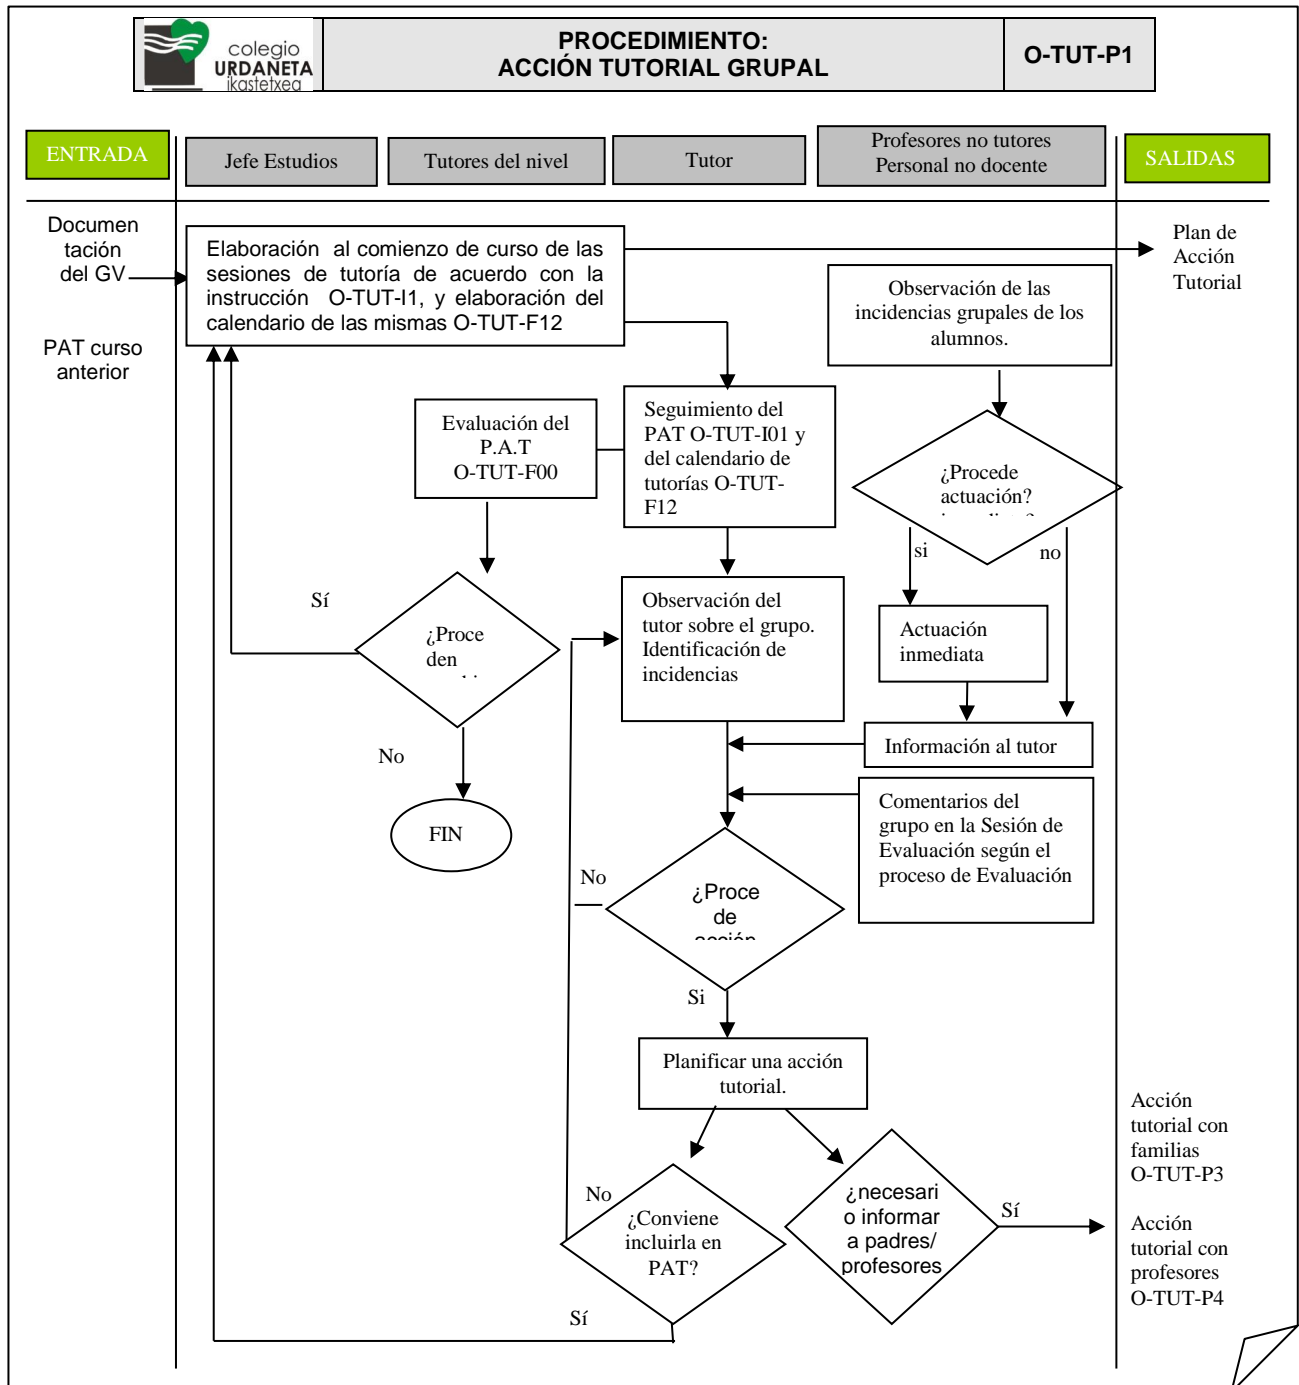 colegio
URDANETA
ikastetxea
PROCEDIMIENTO:
ACCIÓN TUTORIAL GRUPAL
O-TUT-P1
ENTRADA
Jefe Estudios
Tutores del nivel
Tutor
Profesores no tutores
Personal no docente
SALIDAS
Documen
tación
del GV
PAT curso
anterior
Elaboración al comienzo de curso de las
sesiones de tutoría de acuerdo con la
instrucción O-TUT-I1, y elaboración del
calendario de las mismas O-TUT-F12
Plan de
Acción
Tutorial
Observación de las
incidencias grupales de los
alumnos.
Evaluación del
P.A.T
O-TUT-F00
Seguimiento del
PAT O-TUT-I01 y
del calendario de
tutorías O-TUT-
F12
¿Procede
actuación?
si
no
Sí
¿Proce
den
No
FIN
Observación del
tutor sobre el grupo.
Identificación de
incidencias
Actuación
inmediata
Información al tutor
Comentarios del
grupo en la Sesión de
Evaluación según el
proceso de Evaluación
No
¿Proce
de
acción
Si
Planificar una acción
tutorial.
No
¿Conviene
incluirla en
PAT?
Sí
¿necesari
o informar
a padres/
profesores
Sí
Acción
tutorial con
familias
O-TUT-P3
Acción
tutorial con
profesores
O-TUT-P4